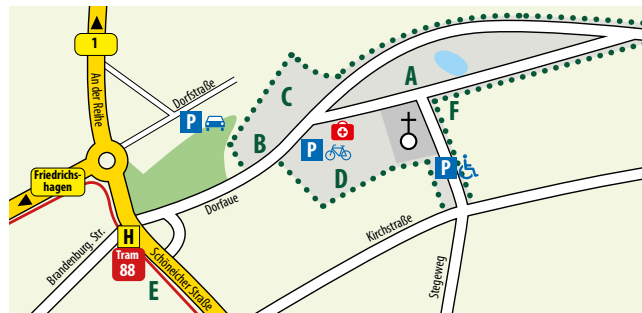 1
An der Reihe
Dorfstraße
P
C
A
F
B
P
D
P
Friedrichs-
hagen
Dorfaue
Kirchstraße
H
Tram
88
Brandenburg. Str.
Schöneicher Straße
E
Stegeweg